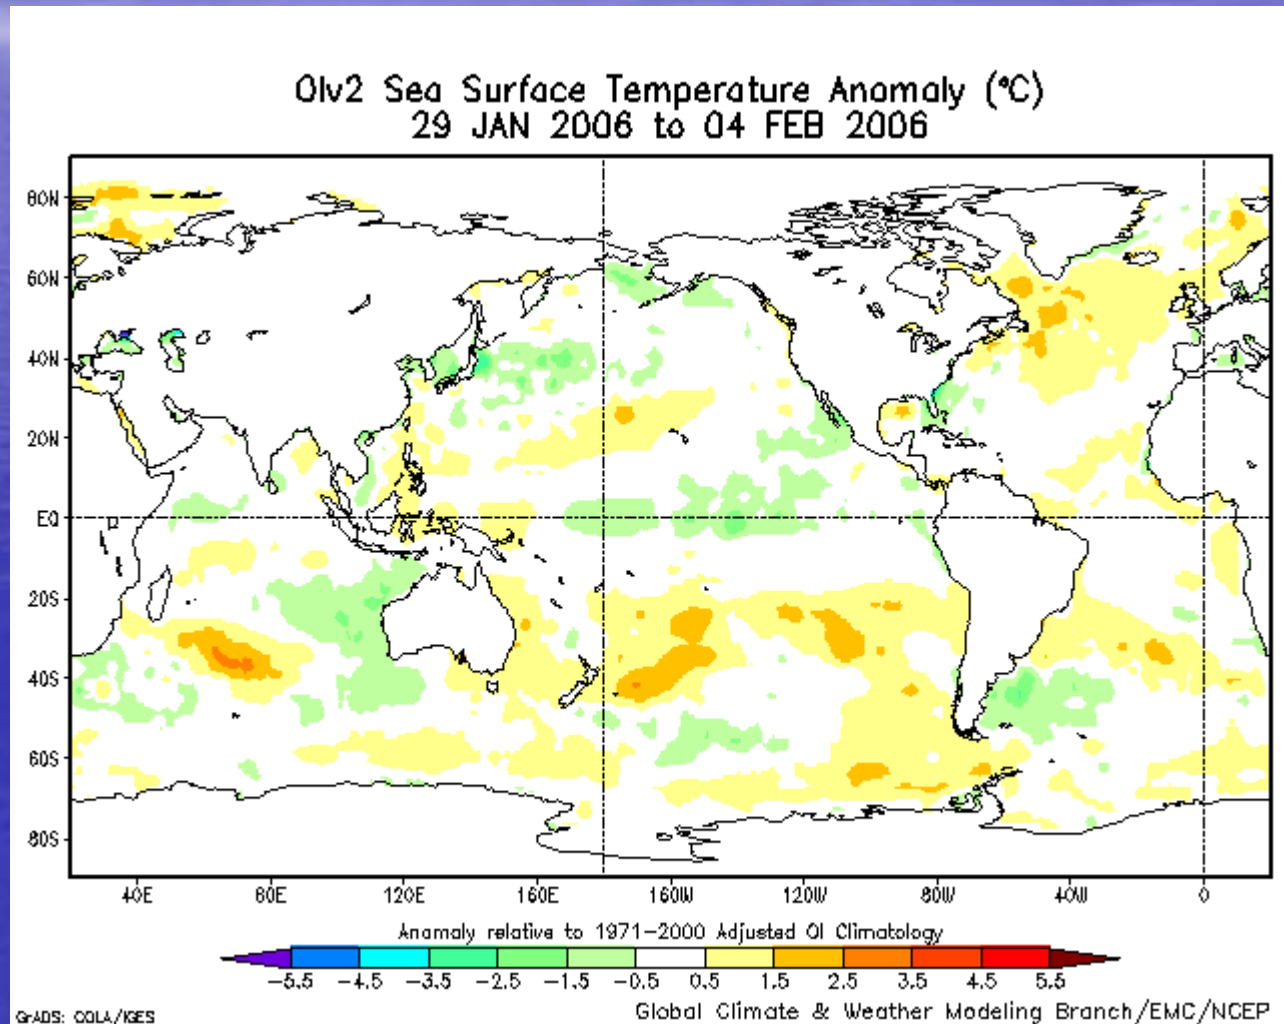 OIv2 Sea Surface Temperature Anomaly (°C)
29 JAN 2006 to 04 FEB 2006
80N
60N
40N
20N
EQ
20S
40S
60S
80S
40E 80E 120E 160E 160W 120W 80W 40W 0
Anomaly relative to 1971-2000 Adjusted OI Climatology
-5.5 -4.5 -3.5 -2.5 -1.5 -0.5 0.5 1.5 2.5 3.5 4.5 5.5
Global Climate & Weather Modeling Branch/EMC/NCEP
GrADS: COLA/IGES